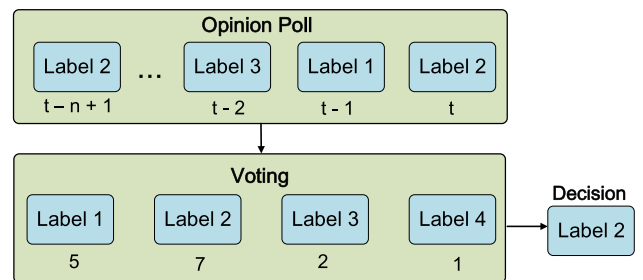 Opinion Poll
Label 2 ... Label 3 Label 1 Label 2
t – n + 1 t - 2 t - 1 t
Voting
Label 1 Label 2 Label 3 Label 4
5 7 2 1
Decision
Label 2